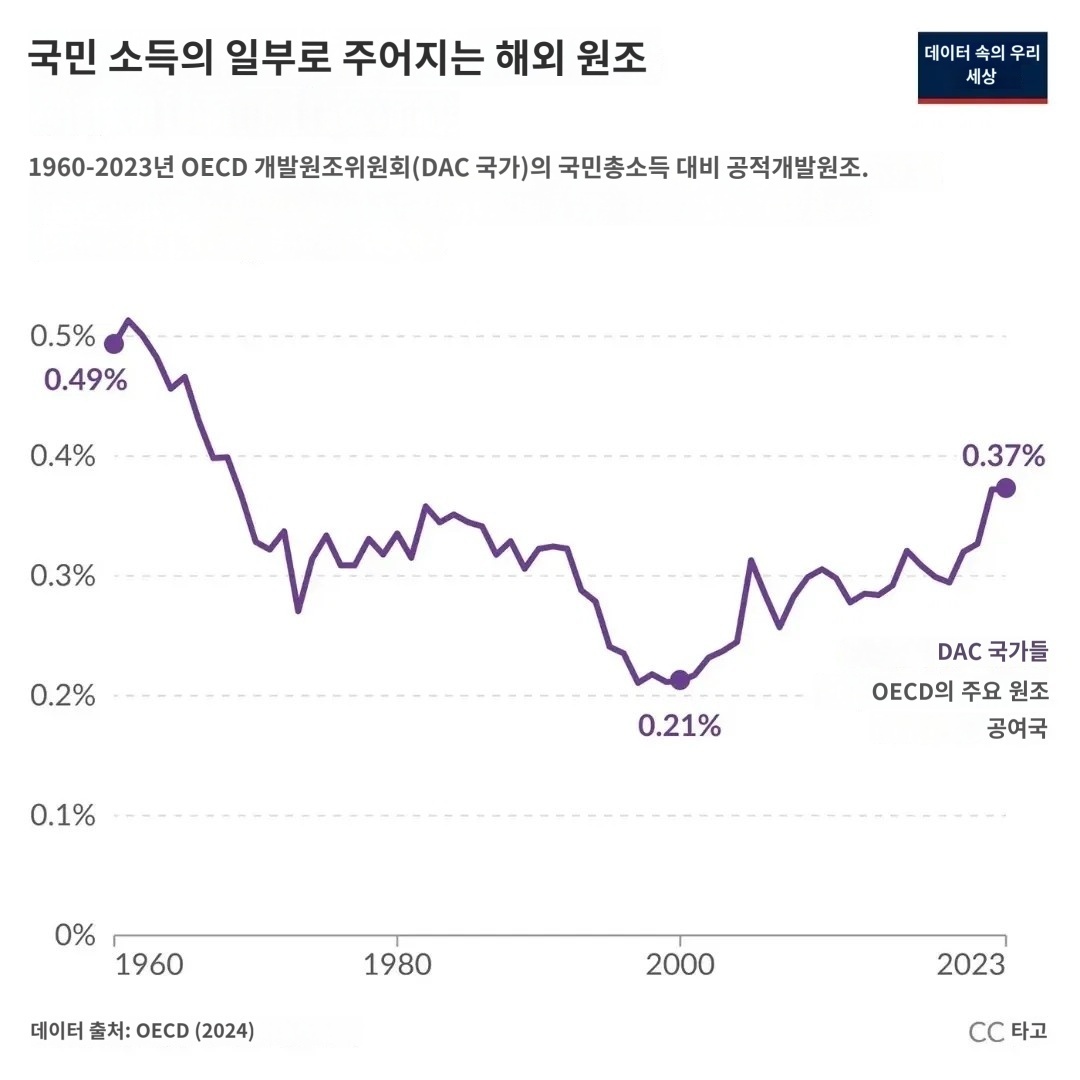 국민 소득의 일부로 주어지는 해외 원조
데이터 속의 우리
세상
1960-2023년 OECD 개발원조위원회(DAC 국가)의 국민총소득 대비 공적개발원조.
0.5%
0.49%
0.4%
0.37%
0.3%
DAC 국가들
0.2%
OECD의 주요 원조
공여국
0.21%
0.1%
0%
1960
1980
2000
2023
데이터 출처: OECD (2024)
CC 타고